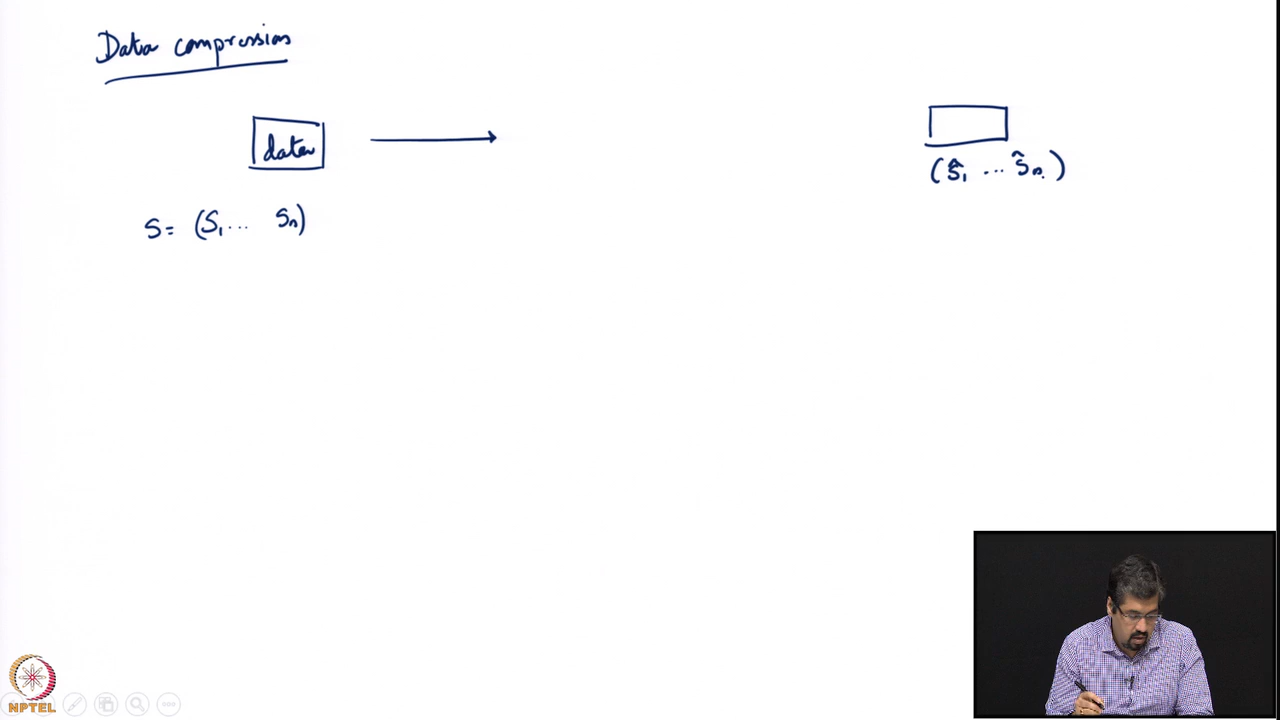 Data compression
data
(Ŝ₁ ... Ŝₙ)
S = (S₁... Sₙ)
NPTEL